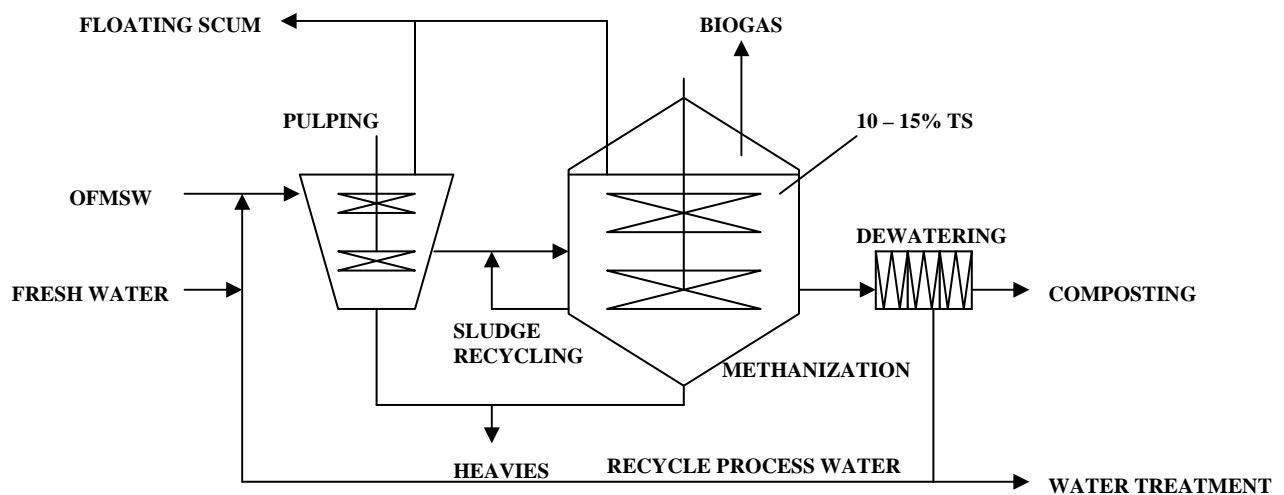 FLOATING SCUM
BIOGAS
PULPING
10 – 15% TS
OFMSW
DEWATERING
FRESH WATER
COMPOSTING
SLUDGE
RECYCLING
METHANIZATION
HEAVIES
RECYCLE PROCESS WATER
WATER TREATMENT